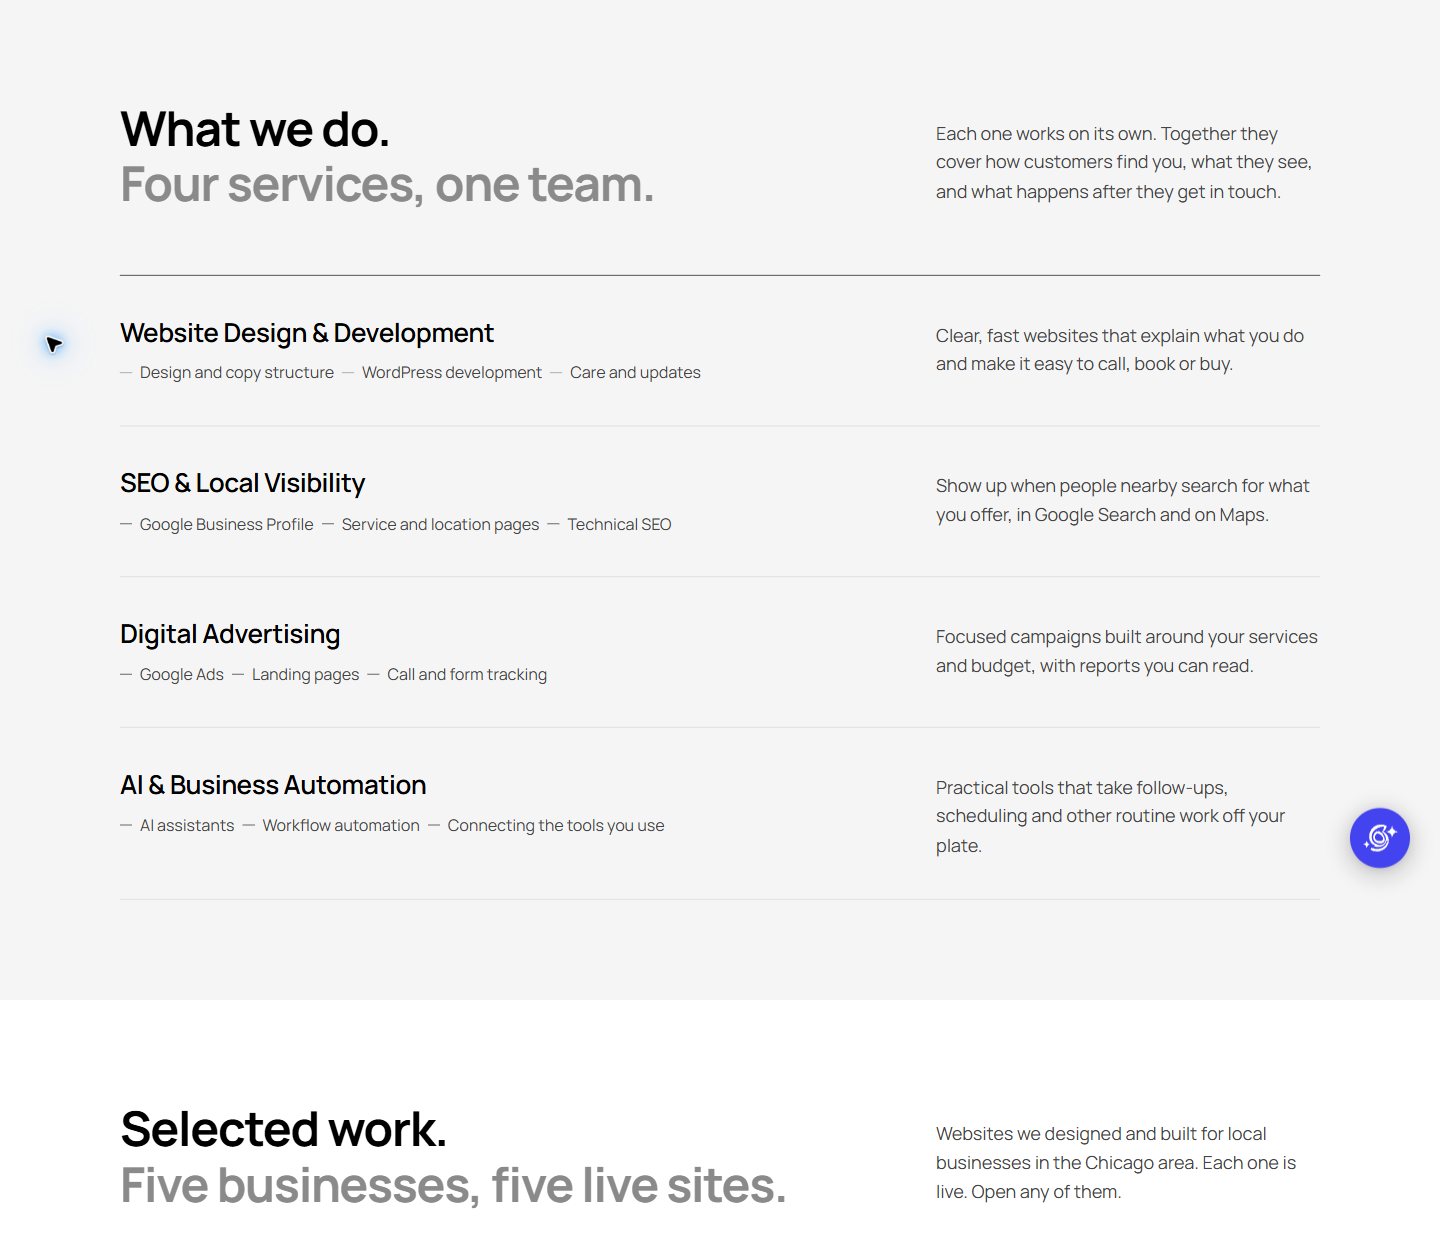 What we do.
Four services, one team.
Each one works on its own. Together they
cover how customers find you, what they see,
and what happens after they get in touch.
Website Design & Development
— Design and copy structure — WordPress development — Care and updates
Clear, fast websites that explain what you do
and make it easy to call, book or buy.
SEO & Local Visibility
— Google Business Profile — Service and location pages — Technical SEO
Show up when people nearby search for what
you offer, in Google Search and on Maps.
Digital Advertising
— Google Ads — Landing pages — Call and form tracking
Focused campaigns built around your services
and budget, with reports you can read.
AI & Business Automation
— AI assistants — Workflow automation — Connecting the tools you use
Practical tools that take follow-ups,
scheduling and other routine work off your
plate.
Selected work.
Five businesses, five live sites.
Websites we designed and built for local
businesses in the Chicago area. Each one is
live. Open any of them.